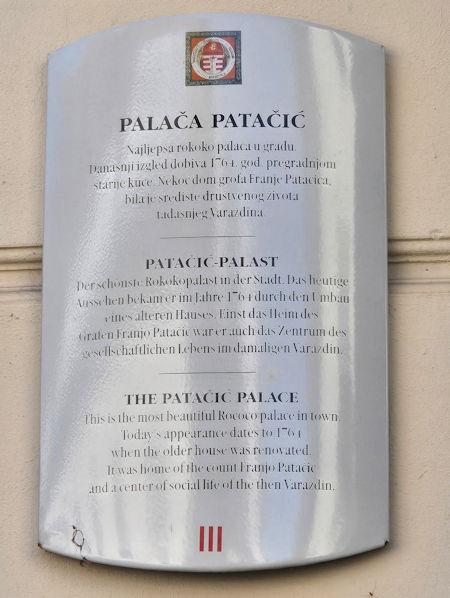 PALAČA PATAČIĆ
Najljepša rokoko palača u gradu.
Današnji izgled dobiva 1764. god. pregradnjom
starije kuće. Nekoć dom grofa Franje Patačića,
bila je središte društvenog života
tadašnjeg Varaždina.
PATAČIĆ-PALAST
Der schönste Rokokopalast in der Stadt. Das heutige
Aussehen bekam er im Jahre 1764 durch den Umbau
eines älteren Hauses. Einst das Heim des
Grafen Franjo Patačić war er auch das Zentrum des
gesellschaftlichen Lebens im damaligen Varaždin.
THE PATAČIĆ PALACE
This is the most beautiful Rococo palace in town.
Today's appearance dates to 1764
when the older house was renovated.
It was home of the count Franjo Patačić
and a center of social life of the then Varaždin.
III